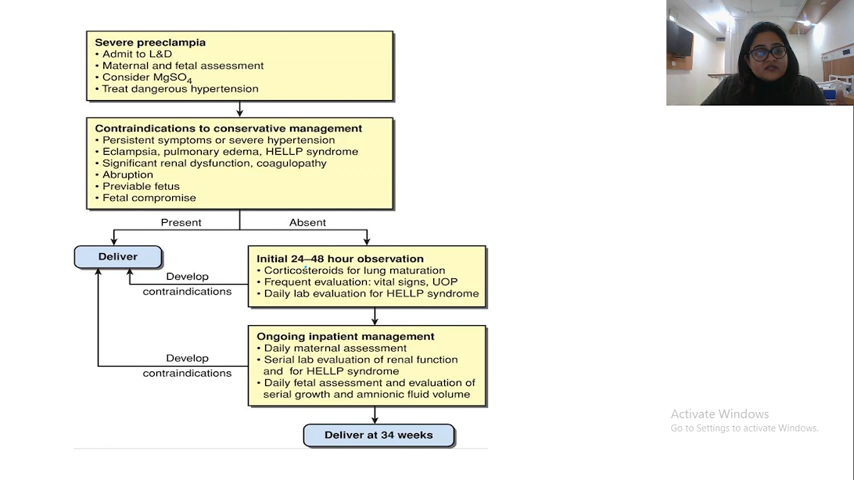 Severe preeclampsia
• Admit to L&D
• Maternal and fetal assessment
• Consider MgSO4
• Treat dangerous hypertension
Contraindications to conservative management
• Persistent symptoms or severe hypertension
• Eclampsia, pulmonary edema, HELLP syndrome
• Significant renal dysfunction, coagulopathy
• Abruption
• Previable fetus
• Fetal compromise
Present
Absent
Deliver
Initial 24–48 hour observation
• Corticosteroids for lung maturation
• Frequent evaluation: vital signs, UOP
• Daily lab evaluation for HELLP syndrome
Develop
contraindications
Ongoing inpatient management
• Daily maternal assessment
• Serial lab evaluation of renal function
and for HELLP syndrome
• Daily fetal assessment and evaluation of
serial growth and amnionic fluid volume
Develop
contraindications
Deliver at 34 weeks
Activate Windows
Go to Settings to activate Windows.